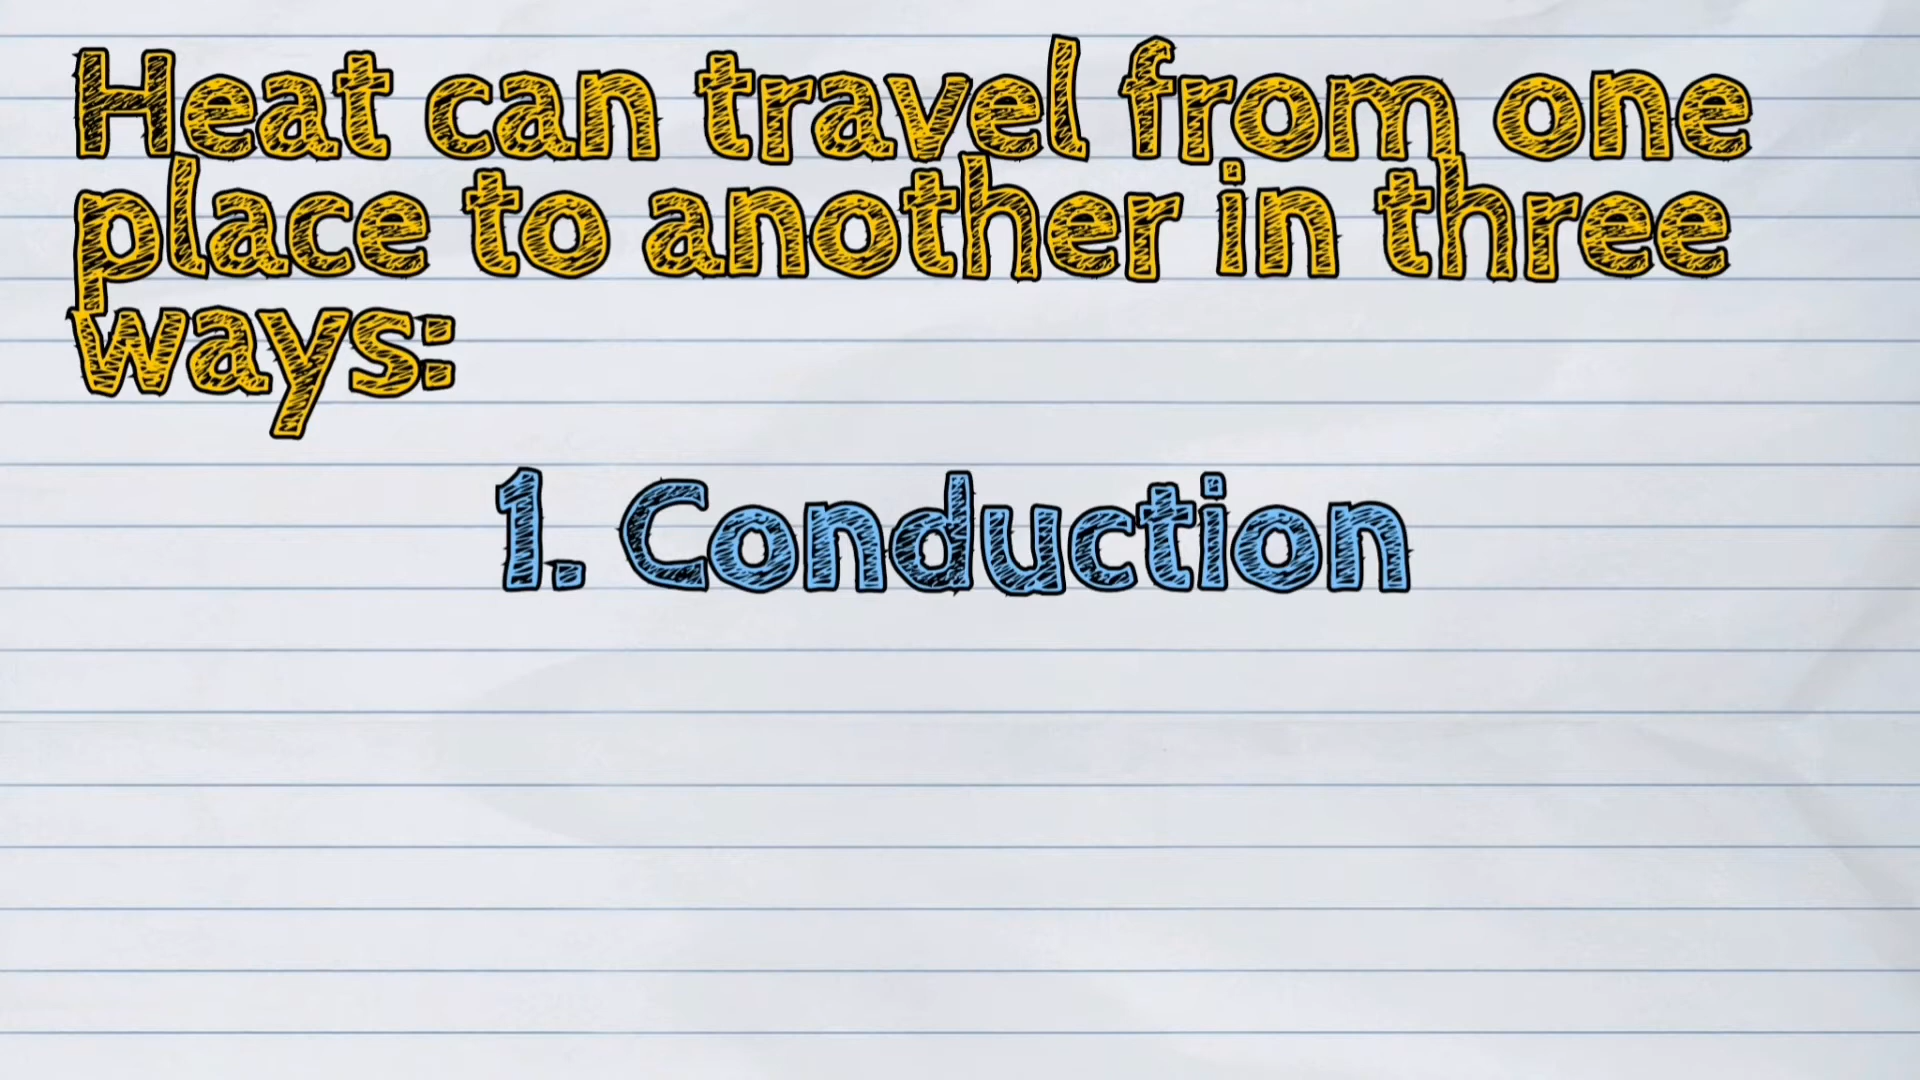 Heat can travel from one
place to another in three
ways:
1. Conduction